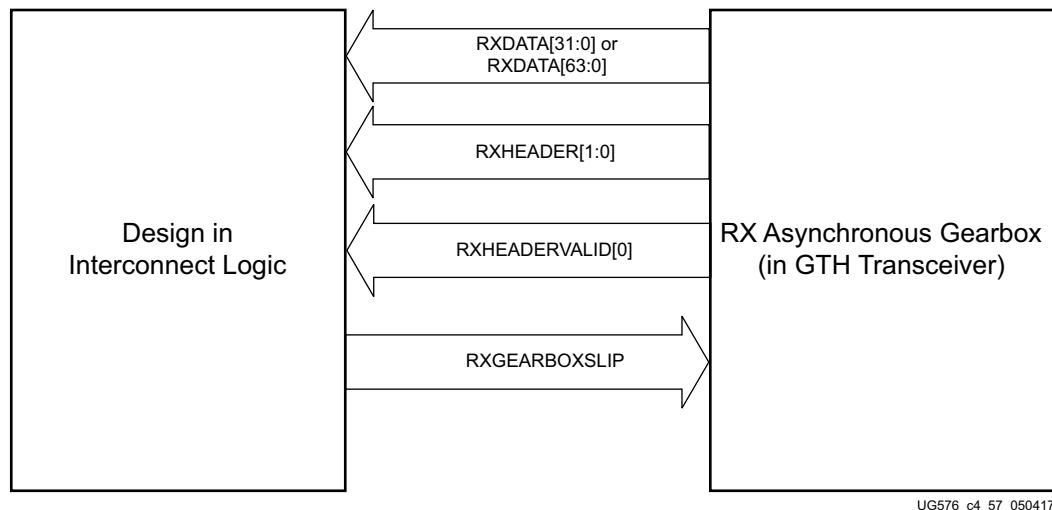 RXDATA[31:0] or
RXDATA[63:0]
RXHEADER[1:0]
Design in
Interconnect Logic
RXHEADERVALID[0]
RX Asynchronous Gearbox
(in GTH Transceiver)
RXGEARBOXSLIP
UG576_c4_57_050417